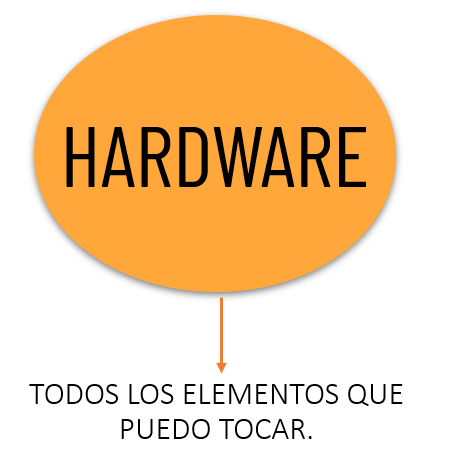 HARDWARE
TODOS LOS ELEMENTOS QUE
PUEDO TOCAR.